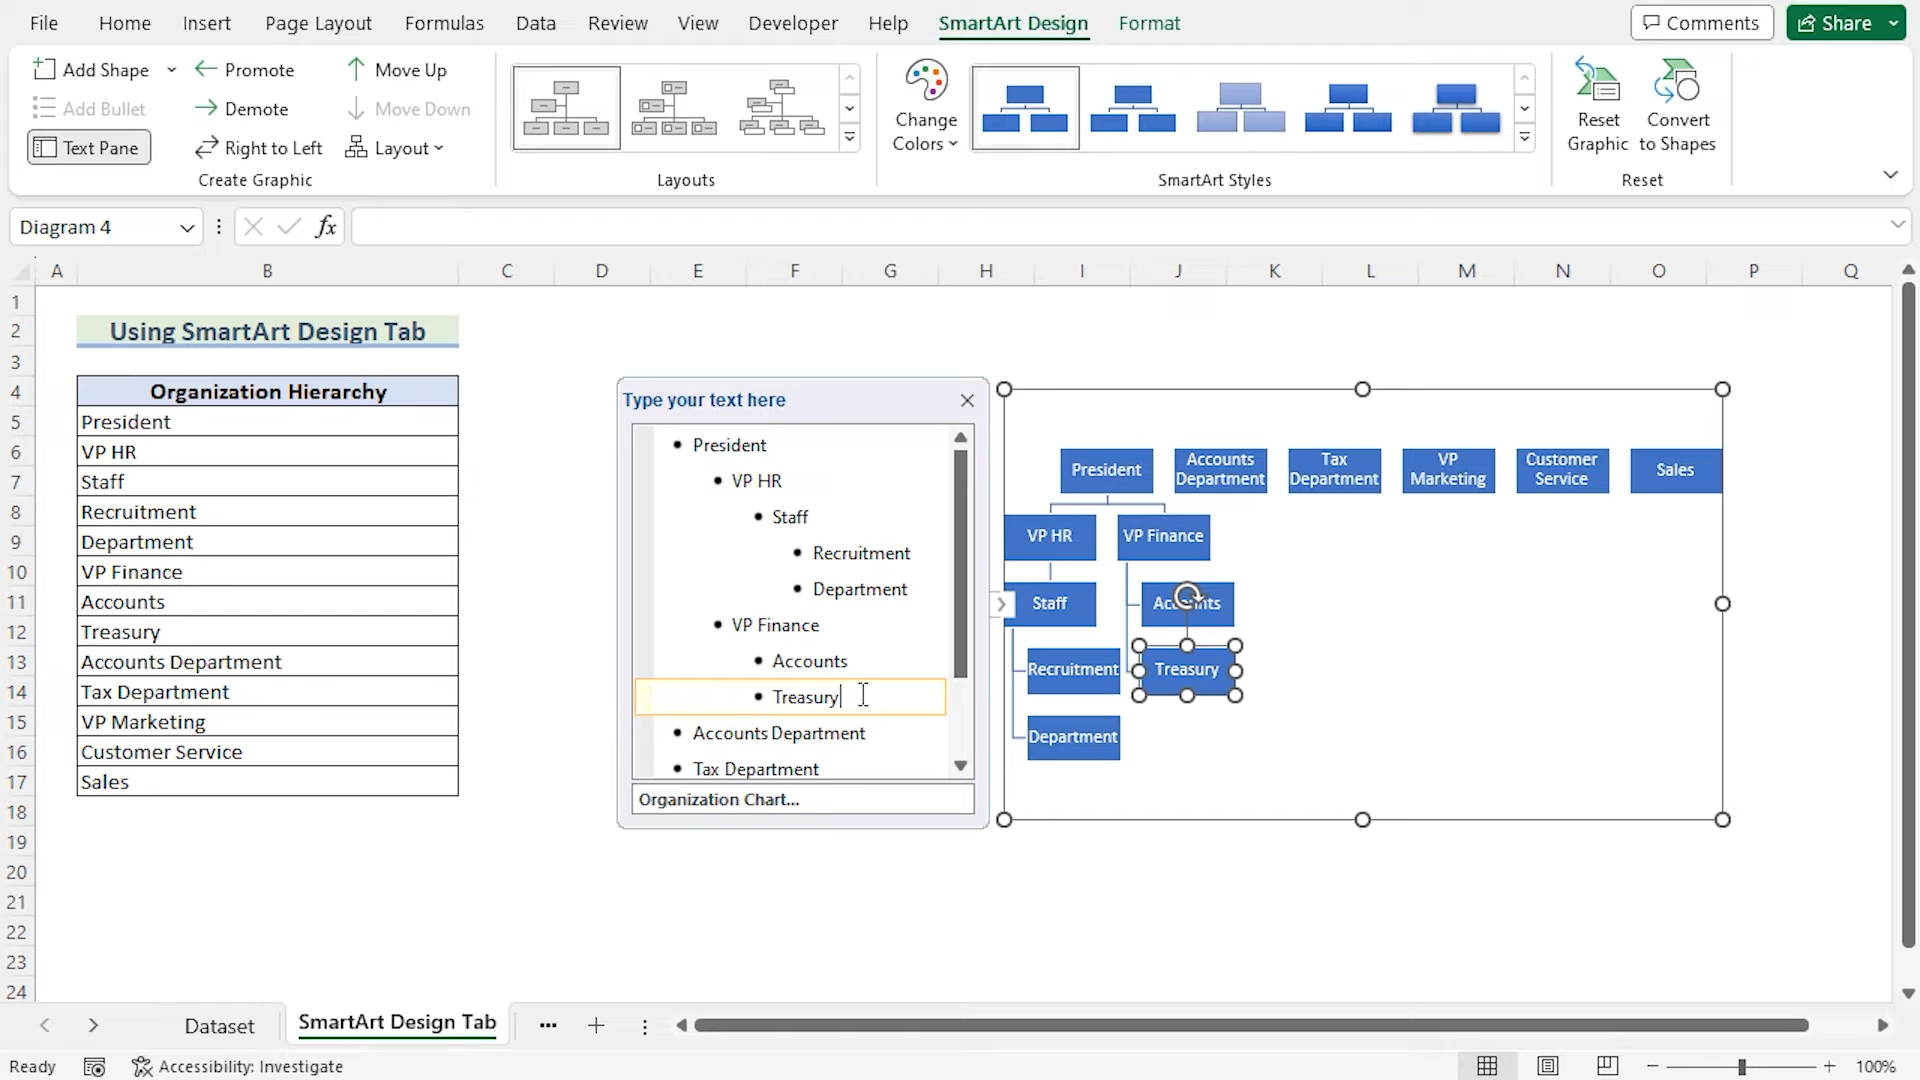 File Home Insert Page Layout Formulas Data Review View Developer Help SmartArt Design Format Comments Share
Add Shape Promote Move Up
Add Bullet Demote Move Down
Text Pane Right to Left Layout
Create Graphic
Layouts
Change
Colors
SmartArt Styles
Reset
Graphic
Convert
to Shapes
Reset
Diagram 4 fx
A B C D E F G H I J K L M N O P Q
1
2 Using SmartArt Design Tab
3
4 Organization Hierarchy
5 President
6 VP HR
7 Staff
8 Recruitment
9 Department
10 VP Finance
11 Accounts
12 Treasury
13 Accounts Department
14 Tax Department
15 VP Marketing
16 Customer Service
17 Sales
18
19
20
21
22
23
24
Type your text here
• President
• VP HR
• Staff
• Recruitment
• Department
• VP Finance
• Accounts
• Treasury
• Accounts Department
• Tax Department
Organization Chart...
President
Accounts
Department
Tax
Department
VP
Marketing
Customer
Service
Sales
VP HR
VP Finance
Staff
Accounts
Recruitment
Treasury
Department
Dataset SmartArt Design Tab
Ready Accessibility: Investigate 100%